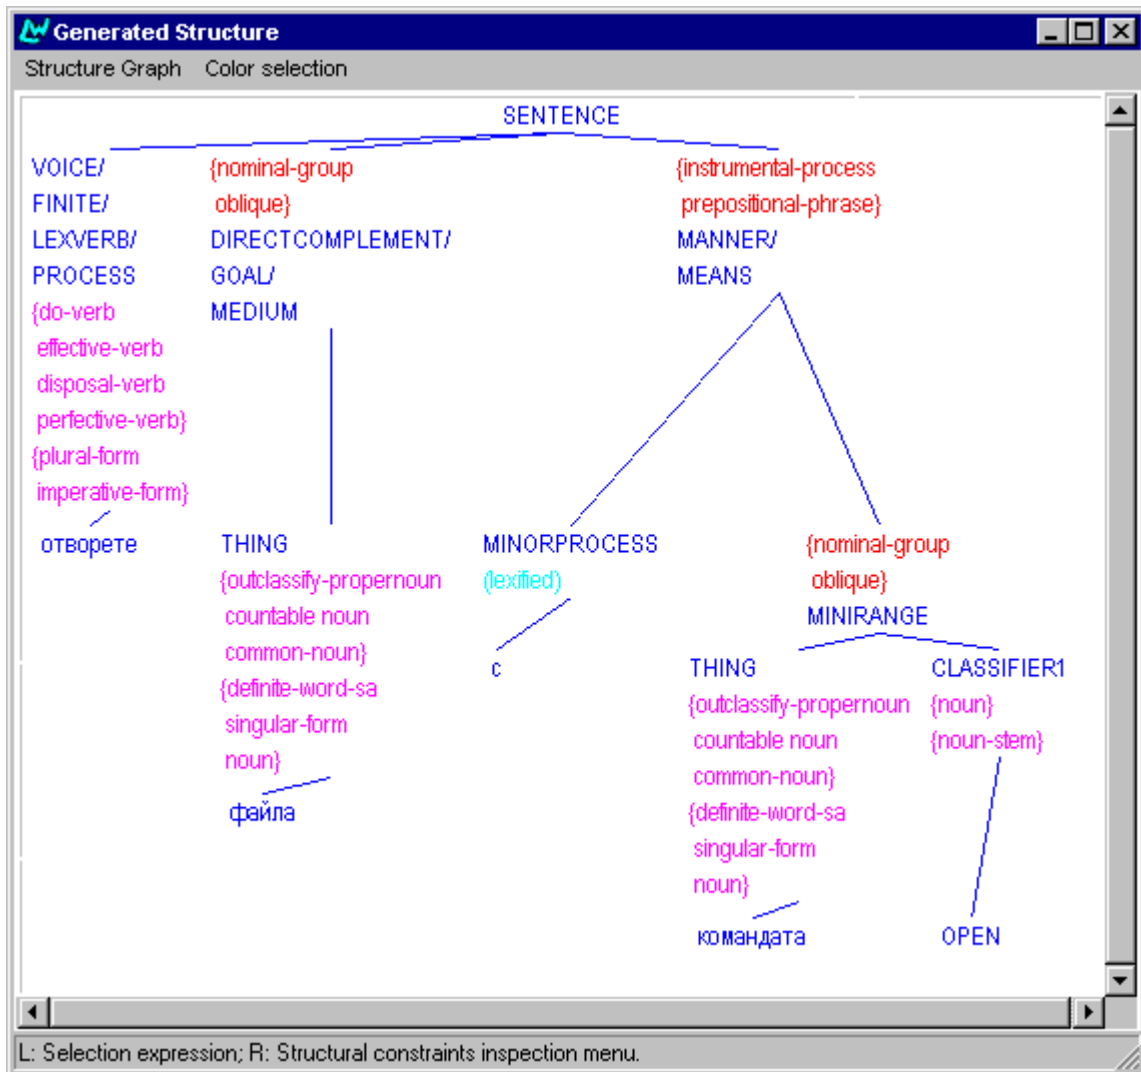 Generated Structure
Structure Graph Color selection
SENTENCE
VOICE/ {nominal-group {instrumental-process
FINITE/ oblique} prepositional-phrase}
LEXVERB/ DIRECTCOMPLEMENT/ MANNER/
PROCESS GOAL/ MEANS
{do-verb MEDIUM
effective-verb
disposal-verb
perfective-verb}
{plural-form
imperative-form}
отворете THING MINORPROCESS {nominal-group
{outclassify-propernoun (lexified) oblique}
countable noun MINIRANGE
common-noun}
с THING CLASSIFIER1
{definite-word-sa {outclassify-propernoun {noun}
singular-form countable noun {noun-stem}
noun} common-noun}
файла {definite-word-sa
singular-form
noun}
командата OPEN
L: Selection expression; R: Structural constraints inspection menu.